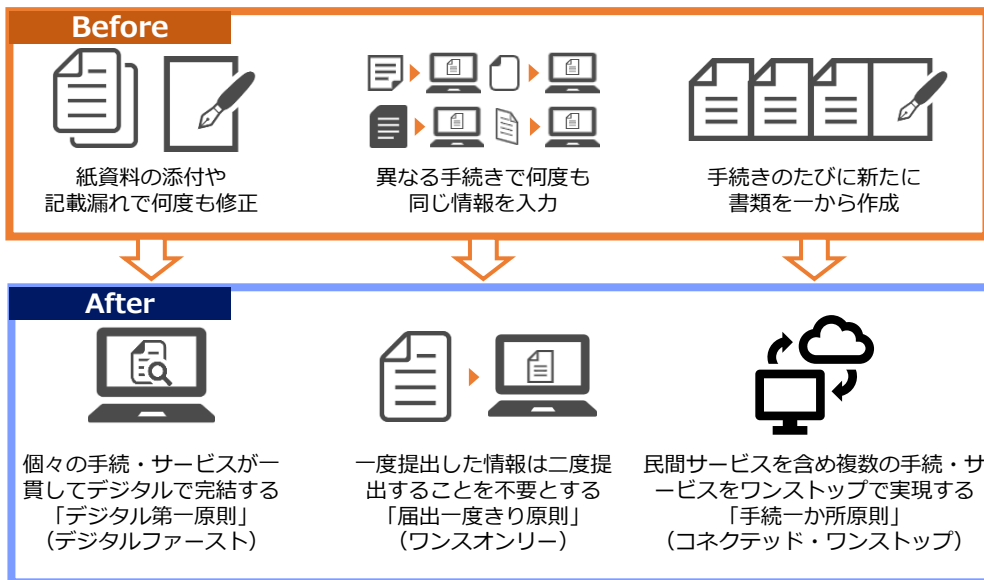 Before
紙資料の添付や
記載漏れで何度も修正
異なる手続きで何度も
同じ情報を入力
手続きのたびに新たに
書類を一から作成
After
個々の手続・サービスが一
貫してデジタルで完結する
「デジタル第一原則」
（デジタルファースト）
一度提出した情報は二度提
出することを不要とする
「届出一度きり原則」
（ワンスオンリー）
民間サービスを含め複数の手続・サ
ービスをワンストップで実現する
「手続一か所原則」
（コネクテッド・ワンストップ）